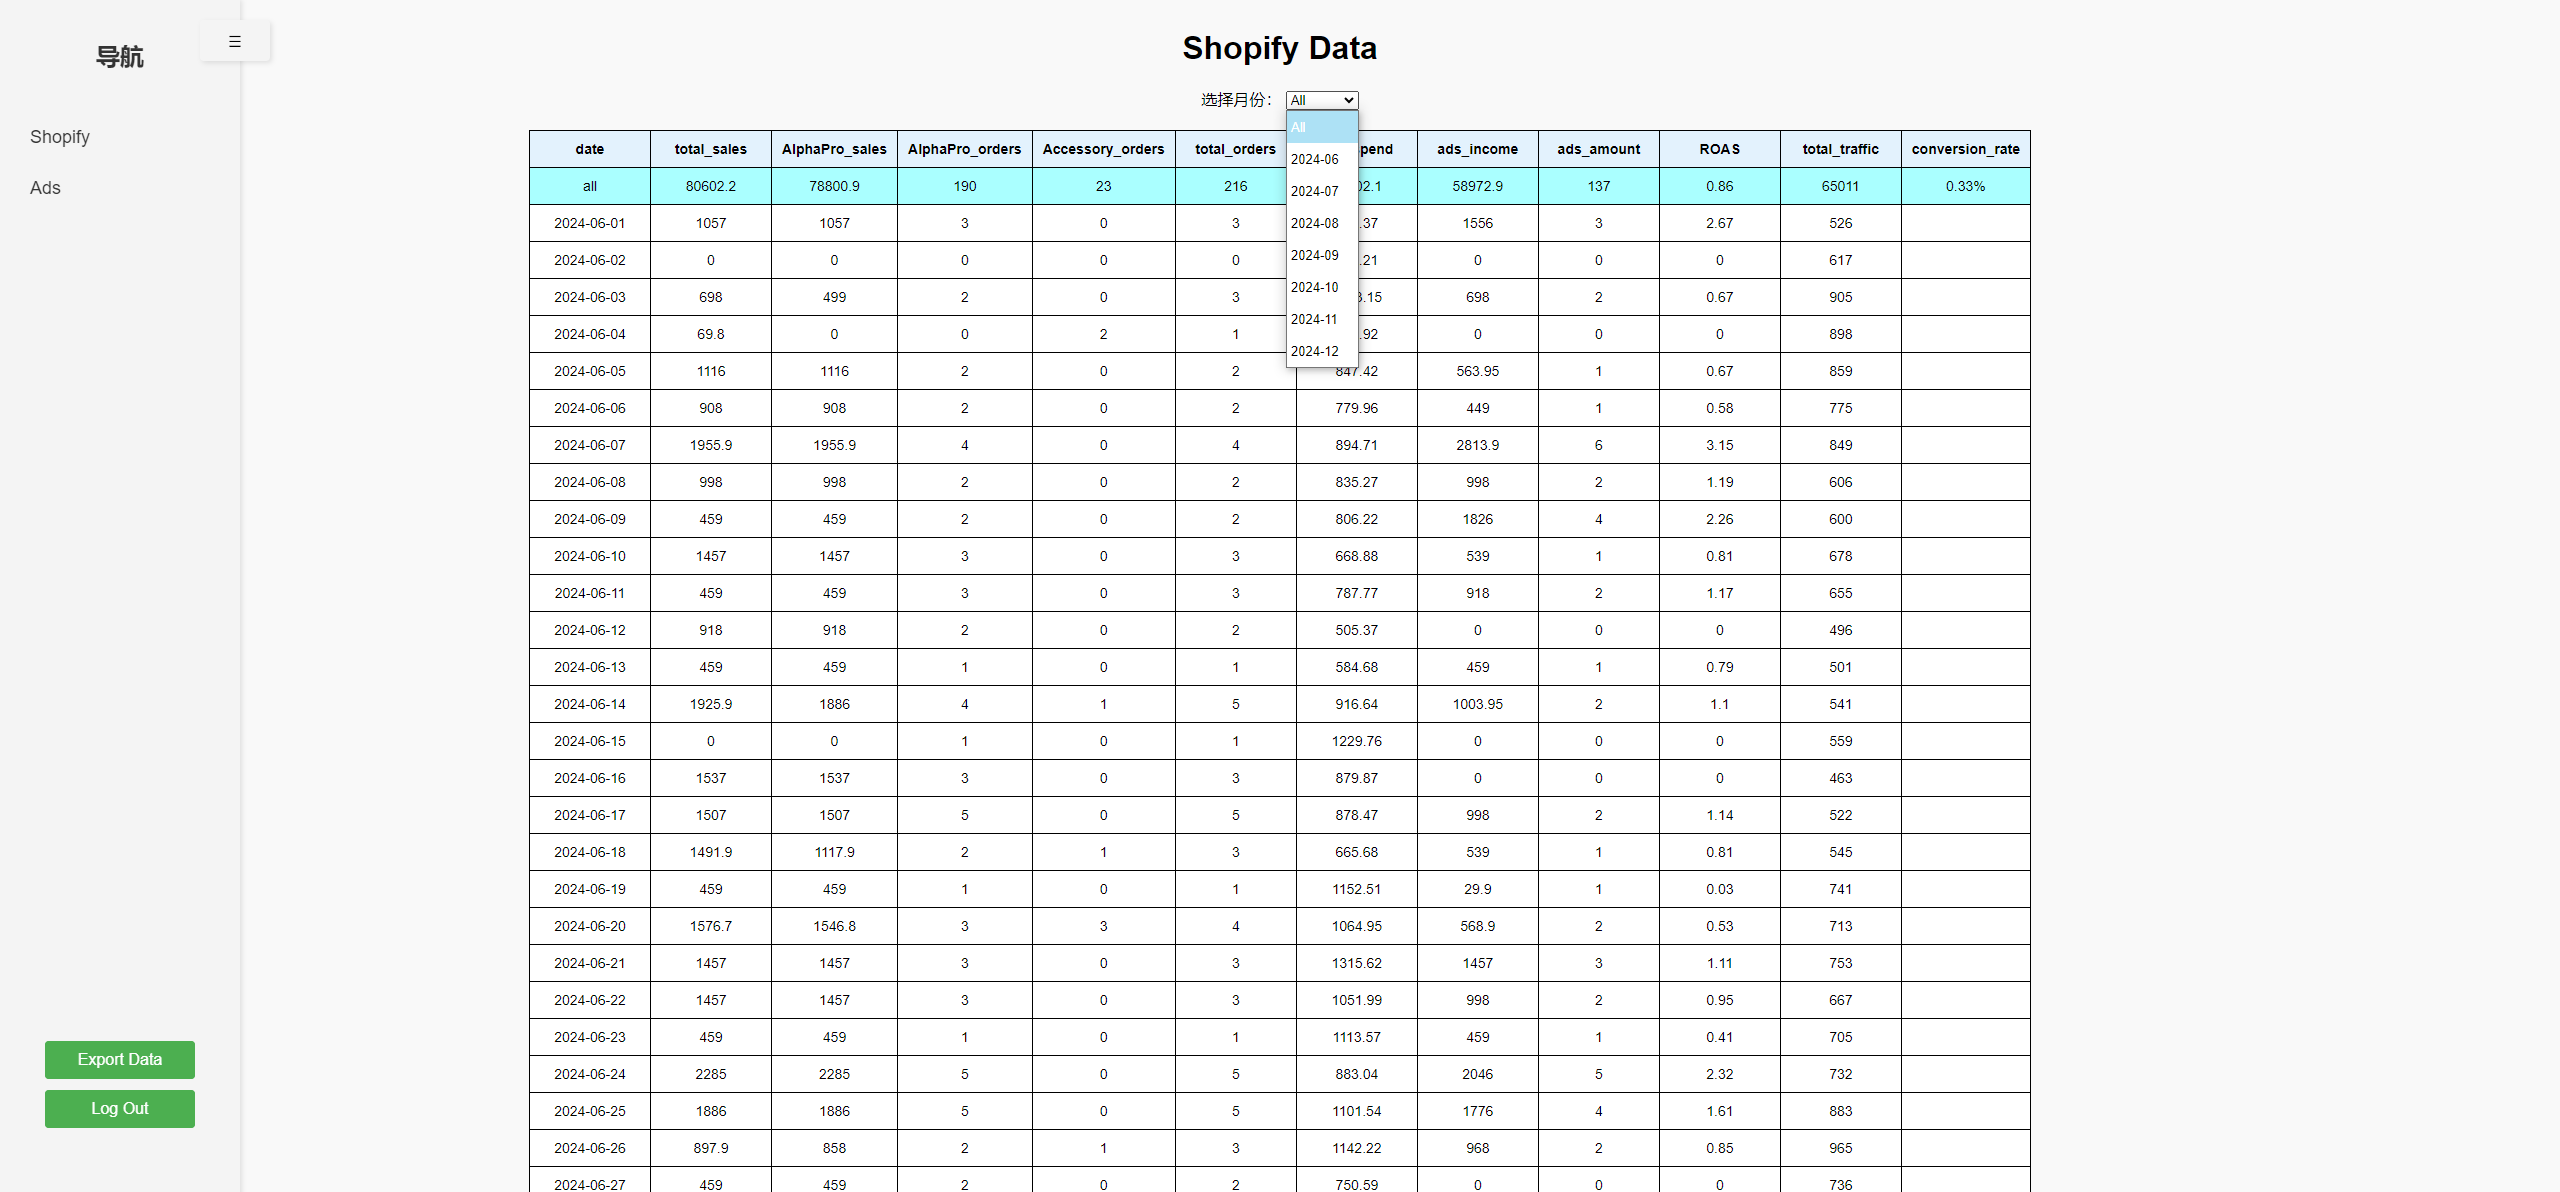 导航
☰
Shopify
Ads
Export Data
Log Out
Shopify Data
选择月份： All
All
2024-06
2024-07
2024-08
2024-09
2024-10
2024-11
2024-12
date total_sales AlphaPro_sales AlphaPro_orders Accessory_orders total_orders pend ads_income ads_amount ROAS total_traffic conversion_rate
all 80602.2 78800.9 190 23 216 02.1 58972.9 137 0.86 65011 0.33%
2024-06-01 1057 1057 3 0 3 .37 1556 3 2.67 526
2024-06-02 0 0 0 0 0 .21 0 0 0 617
2024-06-03 698 499 2 0 3 3.15 698 2 0.67 905
2024-06-04 69.8 0 0 2 1 .92 0 0 0 898
2024-06-05 1116 1116 2 0 2 847.42 563.95 1 0.67 859
2024-06-06 908 908 2 0 2 779.96 449 1 0.58 775
2024-06-07 1955.9 1955.9 4 0 4 894.71 2813.9 6 3.15 849
2024-06-08 998 998 2 0 2 835.27 998 2 1.19 606
2024-06-09 459 459 2 0 2 806.22 1826 4 2.26 600
2024-06-10 1457 1457 3 0 3 668.88 539 1 0.81 678
2024-06-11 459 459 3 0 3 787.77 918 2 1.17 655
2024-06-12 918 918 2 0 2 505.37 0 0 0 496
2024-06-13 459 459 1 0 1 584.68 459 1 0.79 501
2024-06-14 1925.9 1886 4 1 5 916.64 1003.95 2 1.1 541
2024-06-15 0 0 1 0 1 1229.76 0 0 0 559
2024-06-16 1537 1537 3 0 3 879.87 0 0 0 463
2024-06-17 1507 1507 5 0 5 878.47 998 2 1.14 522
2024-06-18 1491.9 1117.9 2 1 3 665.68 539 1 0.81 545
2024-06-19 459 459 1 0 1 1152.51 29.9 1 0.03 741
2024-06-20 1576.7 1546.8 3 3 4 1064.95 568.9 2 0.53 713
2024-06-21 1457 1457 3 0 3 1315.62 1457 3 1.11 753
2024-06-22 1457 1457 3 0 3 1051.99 998 2 0.95 667
2024-06-23 459 459 1 0 1 1113.57 459 1 0.41 705
2024-06-24 2285 2285 5 0 5 883.04 2046 5 2.32 732
2024-06-25 1886 1886 5 0 5 1101.54 1776 4 1.61 883
2024-06-26 897.9 858 2 1 3 1142.22 968 2 0.85 965
2024-06-27 459 459 2 0 2 750.59 0 0 0 736